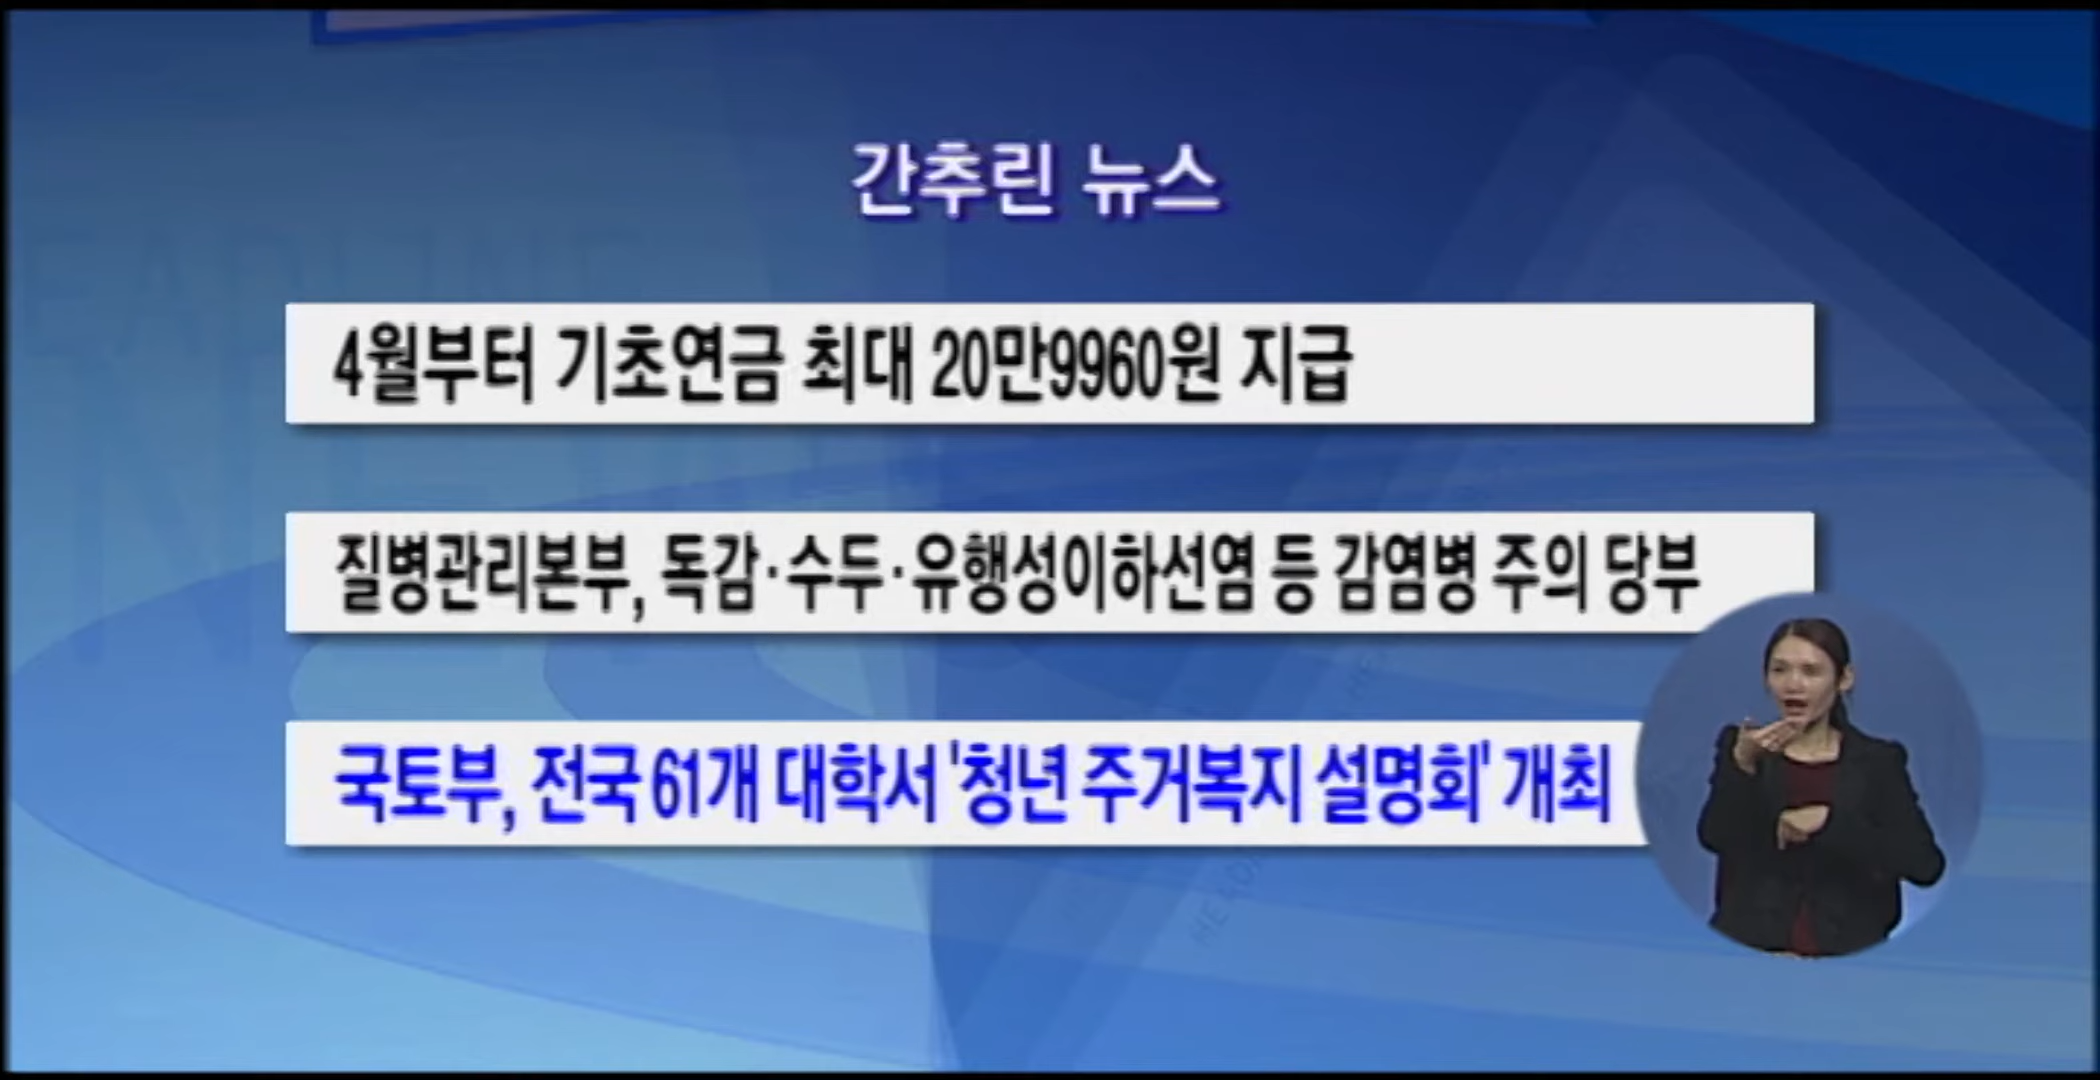 간추린 뉴스
4월부터 기초연금 최대 20만9960원 지급
질병관리본부, 독감·수두·유행성이하선염 등 감염병 주의 당부
국토부, 전국 61개 대학서 '청년 주거복지 설명회' 개최